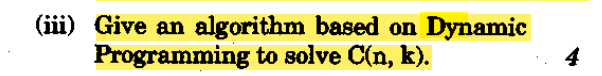 (iii) Give an algorithm based on Dynamic
Programming to solve C(n, k). 4